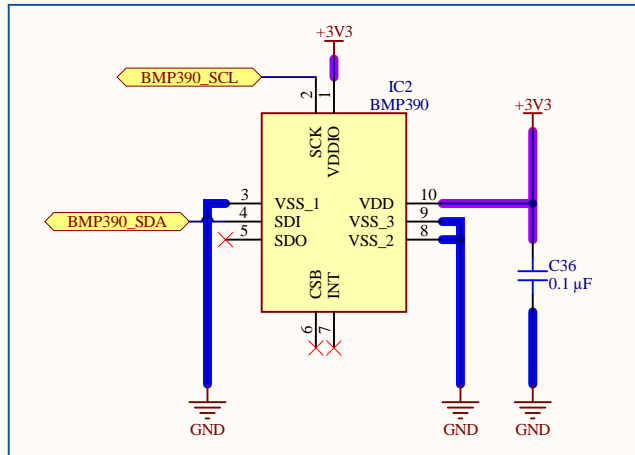 +3V3
BMP390_SCL
IC2
BMP390
2
1
SCK
VDDIO
+3V3
3
VSS_1
VDD
10
BMP390_SDA
4
SDI
VSS_3
9
5
SDO
VSS_2
8
CSB
INT
6
7
C36
0.1 µF
GND
GND
GND